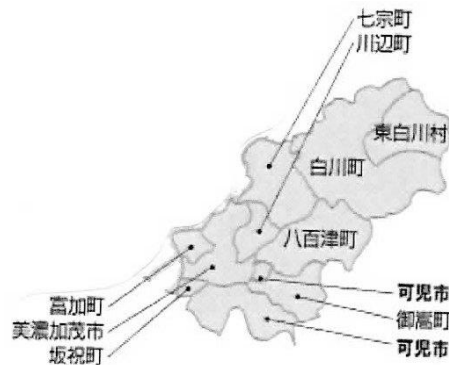 七宗町
川辺町
東白川村
白川町
八百津町
可児市
富加町
御嵩町
美濃加茂市
可児市
坂祝町